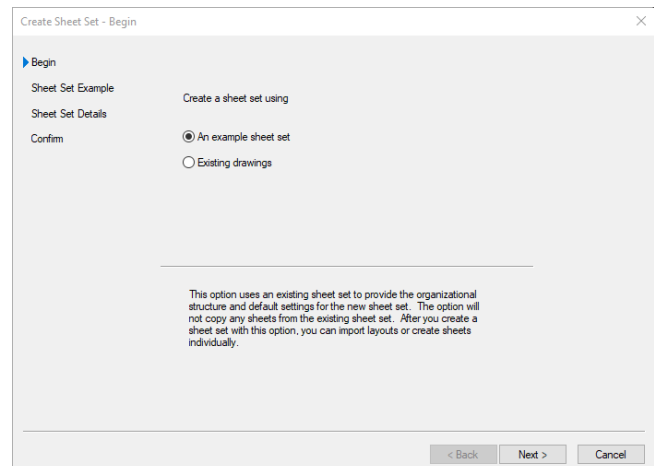 Create Sheet Set - Begin
Begin
Sheet Set Example
Sheet Set Details
Confirm
Create a sheet set using
An example sheet set
Existing drawings
This option uses an existing sheet set to provide the organizational
structure and default settings for the new sheet set. The option will
not copy any sheets from the existing sheet set. After you create a
sheet set with this option, you can import layouts or create sheets
individually.
< Back Next > Cancel